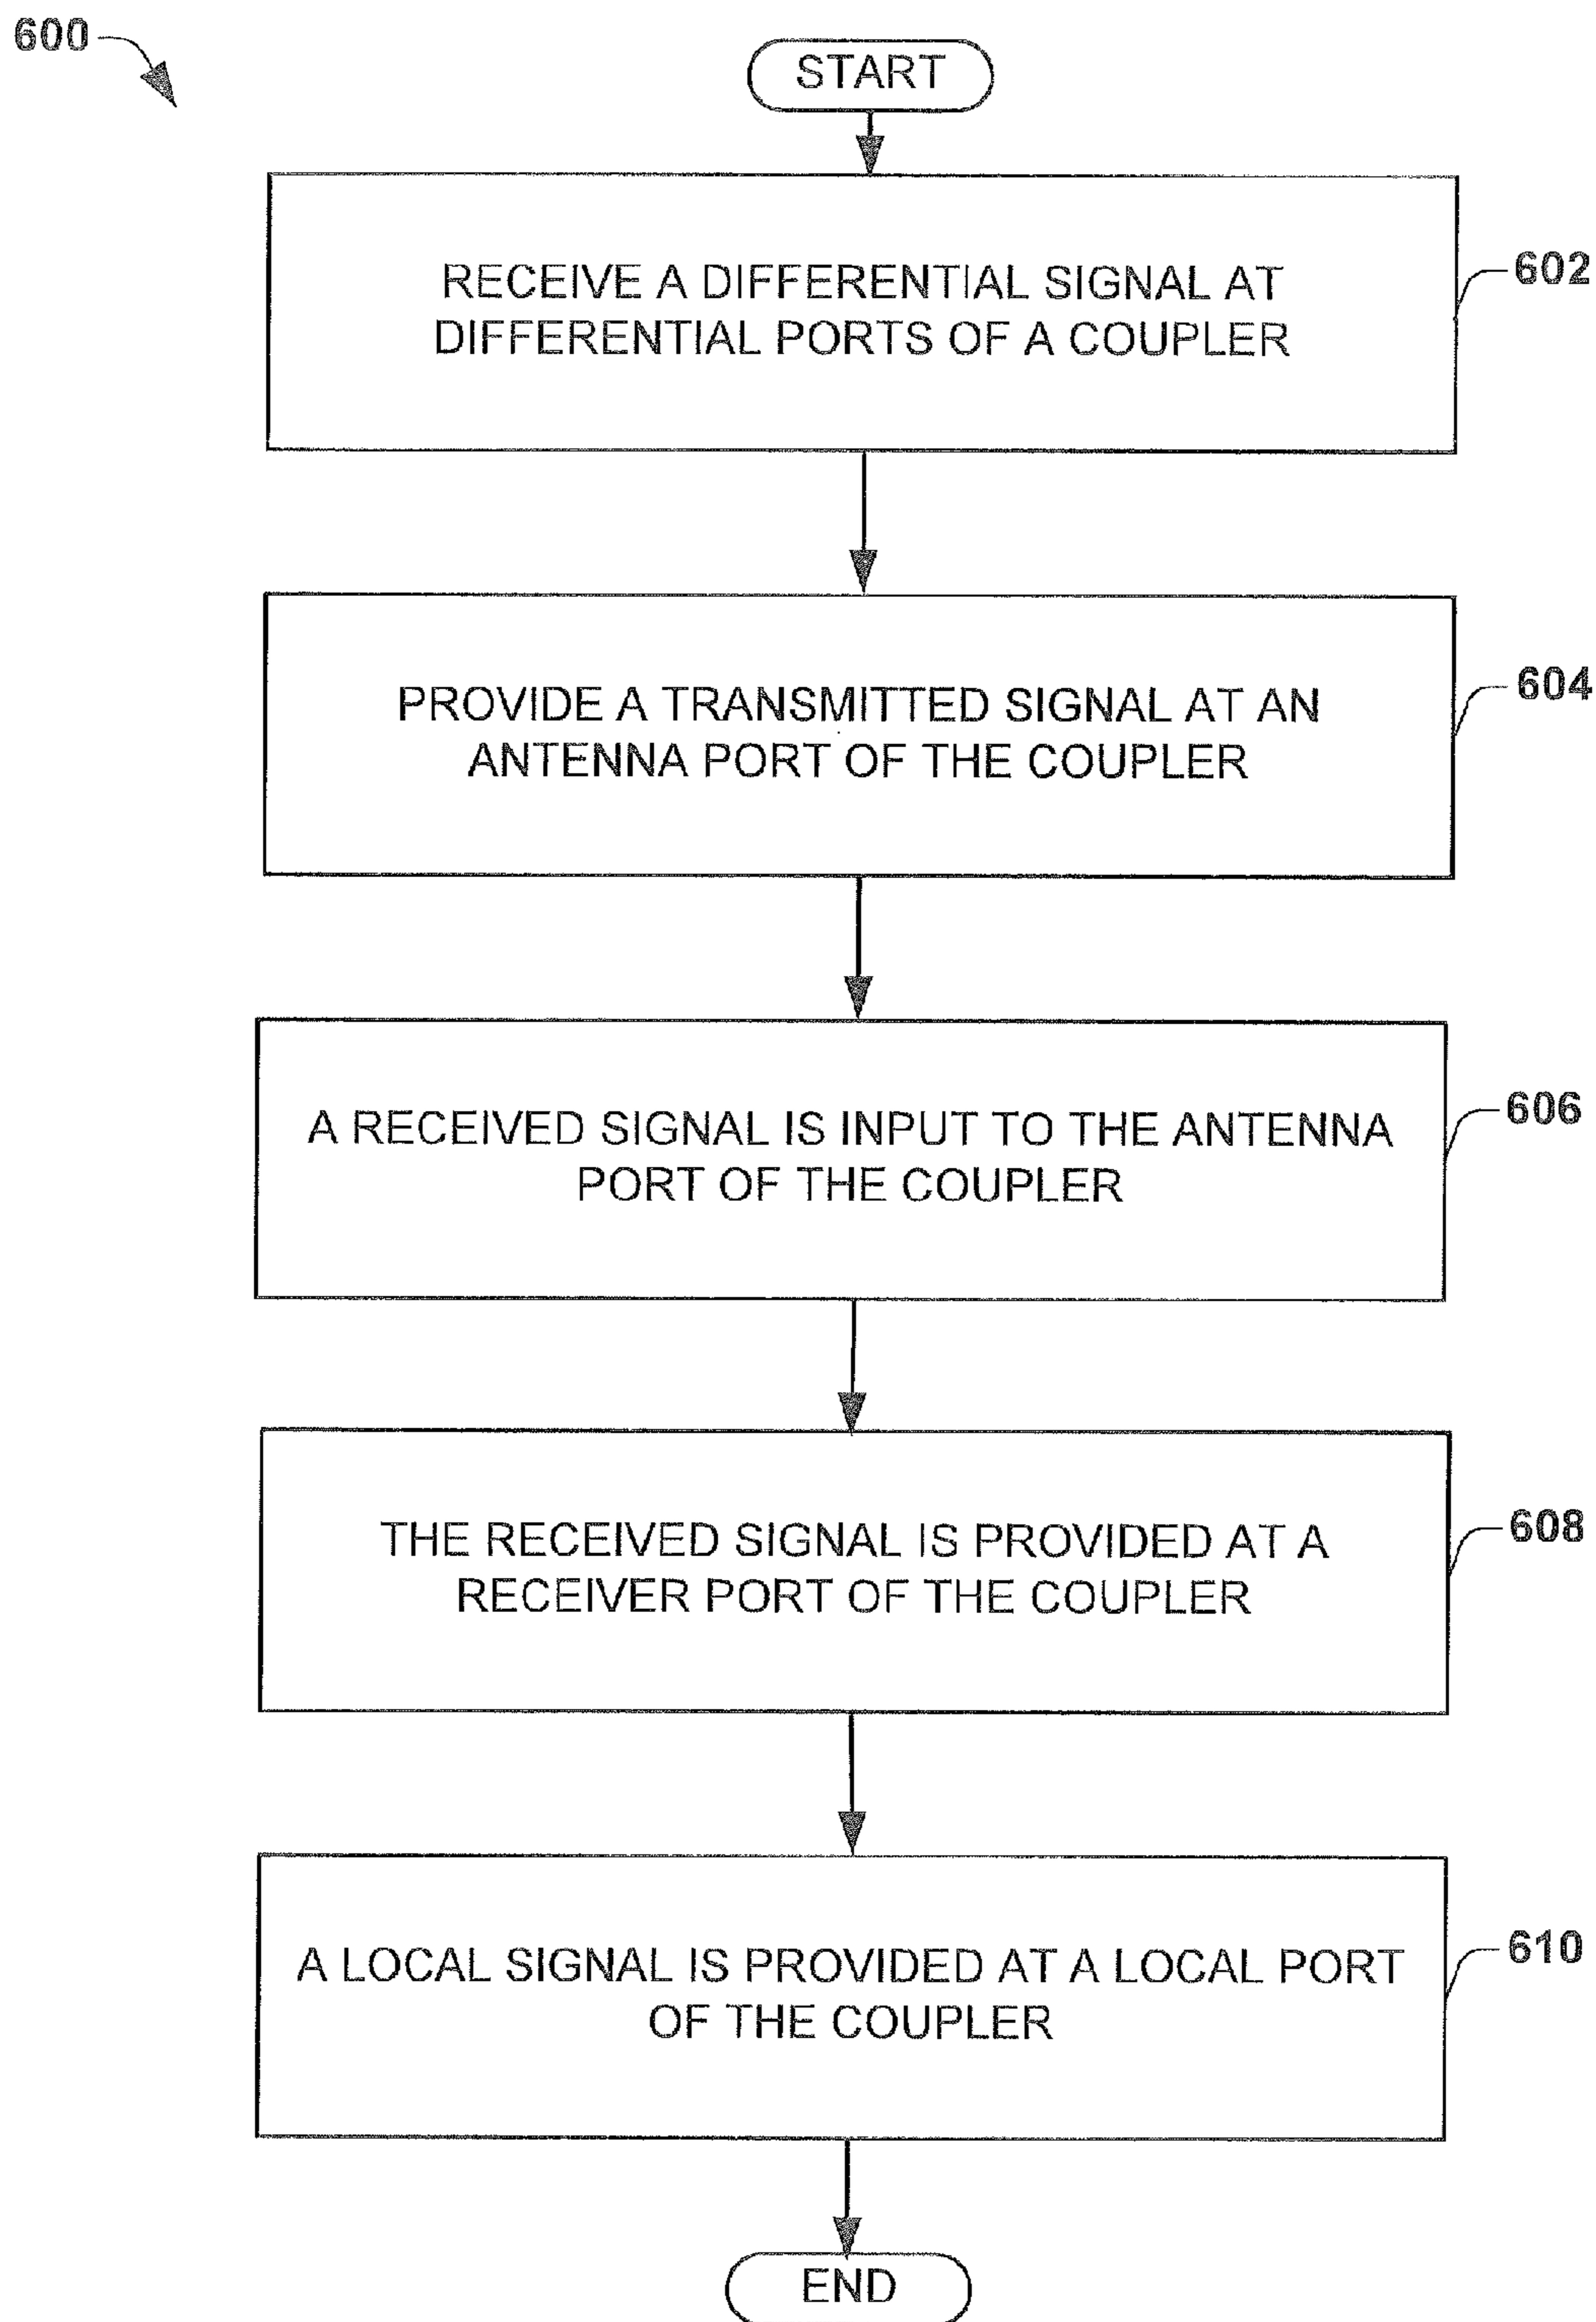 600
START
RECEIVE A DIFFERENTIAL SIGNAL AT
DIFFERENTIAL PORTS OF A COUPLER
602
PROVIDE A TRANSMITTED SIGNAL AT AN
ANTENNA PORT OF THE COUPLER
604
A RECEIVED SIGNAL IS INPUT TO THE ANTENNA
PORT OF THE COUPLER
606
THE RECEIVED SIGNAL IS PROVIDED AT A
RECEIVER PORT OF THE COUPLER
608
A LOCAL SIGNAL IS PROVIDED AT A LOCAL PORT
OF THE COUPLER
610
END